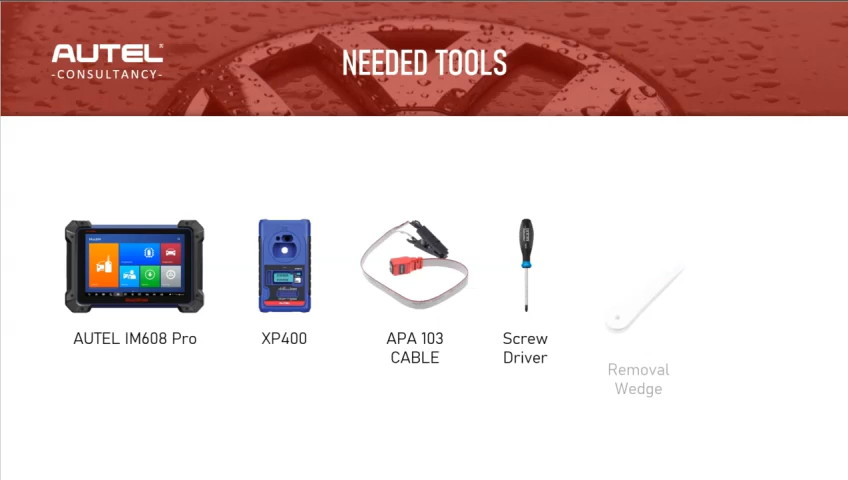 AUTEL
-CONSULTANCY-
NEEDED TOOLS
AUTEL IM608 Pro
XP400
APA 103
CABLE
Screw
Driver
Removal
Wedge